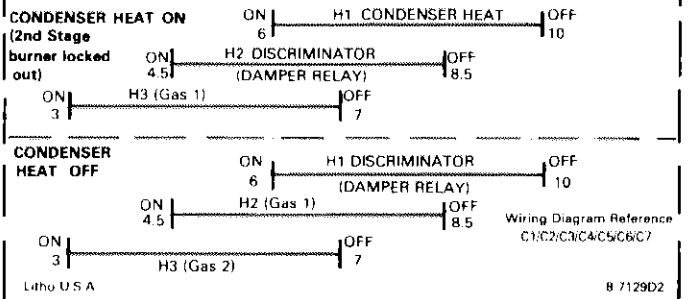 CONDENSER HEAT ON
(2nd Stage
burner locked
out)
ON 6 H1 CONDENSER HEAT OFF 10
ON 4.5 H2 DISCRIMINATOR (DAMPER RELAY) OFF 8.5
ON 3 H3 (Gas 1) OFF 7
CONDENSER
HEAT OFF
ON 6 H1 DISCRIMINATOR (DAMPER RELAY) OFF 10
ON 4.5 H2 (Gas 1) OFF 8.5
Wiring Diagram Reference
C1/C2/C3/C4/C5/C6/C7
ON 3 H3 (Gas 2) OFF 7
Litho U.S.A.
8 7129D2